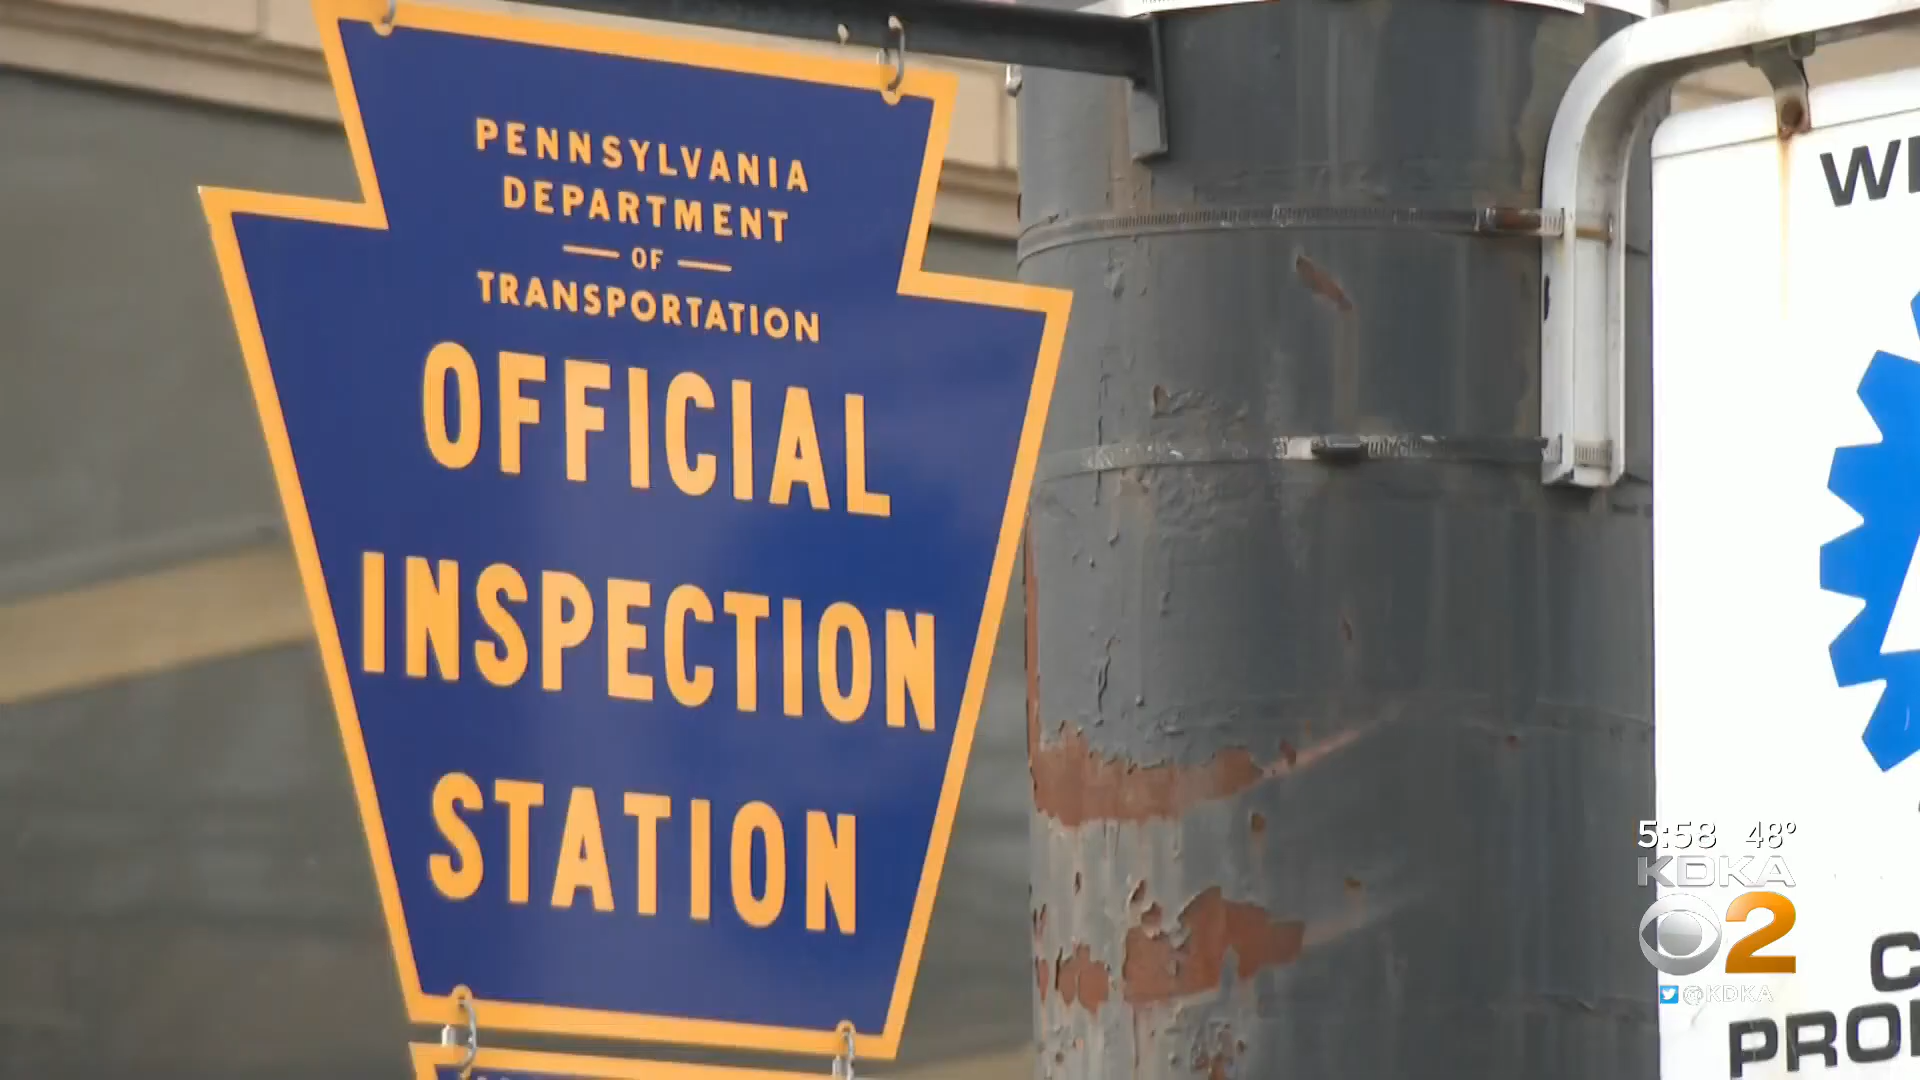 PENNSYLVANIA
DEPARTMENT
OF
TRANSPORTATION
OFFICIAL
INSPECTION
STATION
5:58 48°
KDKA
2
@KDKA